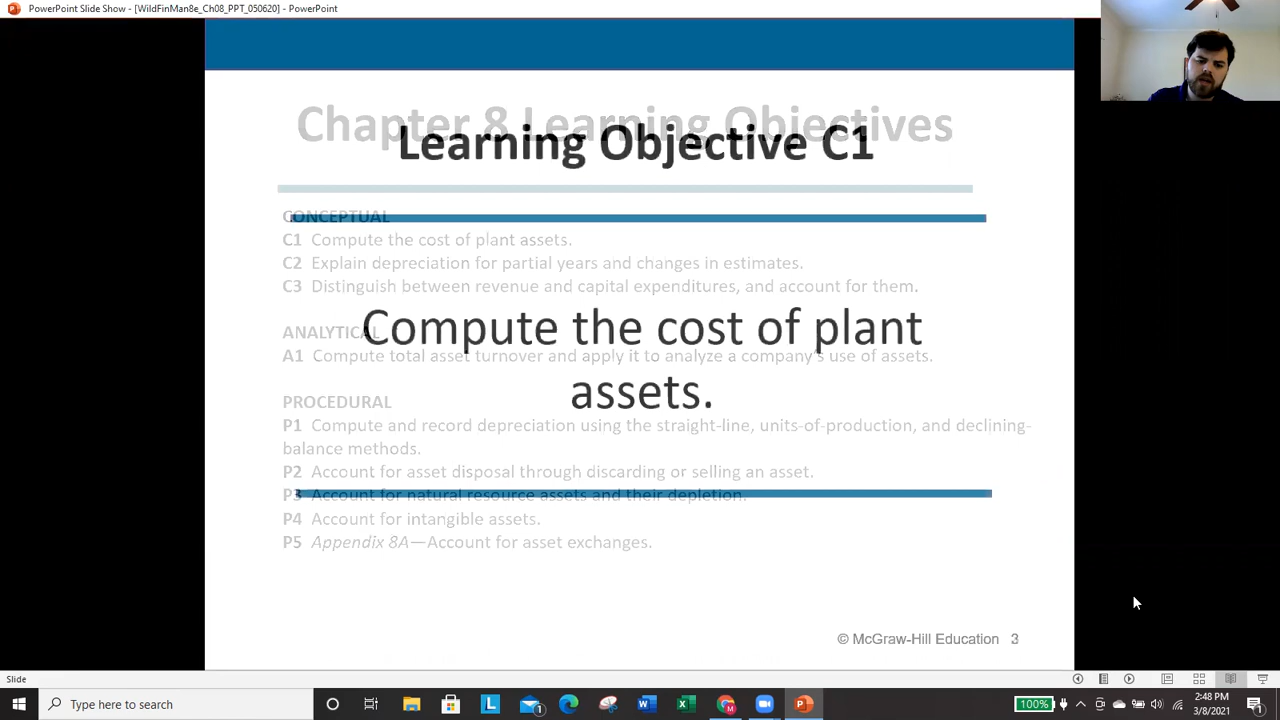 PowerPoint Slide Show - [WildFinMan8e_Ch08_PPT_050620] - PowerPoint
Chapter 8 Learning Objectives
Learning Objective C1
CONCEPTUAL
C1 Compute the cost of plant assets.
C2 Explain depreciation for partial years and changes in estimates.
C3 Distinguish between revenue and capital expenditures, and account for them.
Compute the cost of plant
assets.
ANALYTICAL
A1 Compute total asset turnover and apply it to analyze a company's use of assets.
PROCEDURAL
P1 Compute and record depreciation using the straight-line, units-of-production, and declining-
balance methods.
P2 Account for asset disposal through discarding or selling an asset.
P3 Account for natural resource assets and their depletion.
P4 Account for intangible assets.
P5 Appendix 8A—Account for asset exchanges.
© McGraw-Hill Education
Slide
Type here to search
100%
2:48 PM
3/8/2021